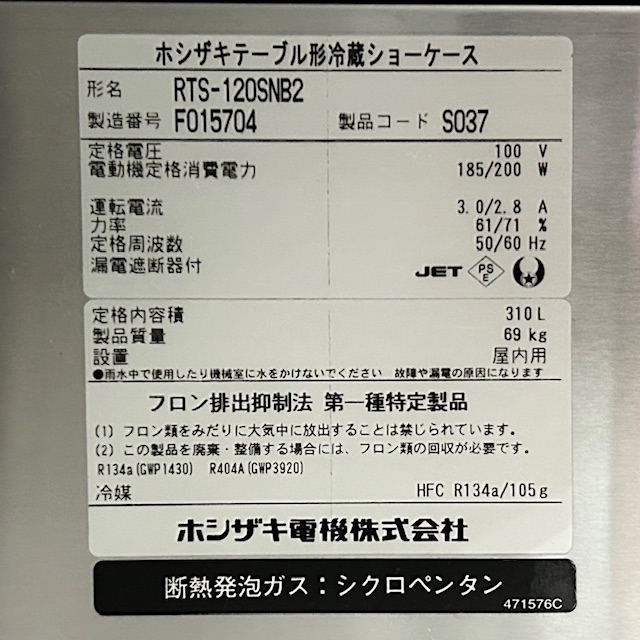 ホシザキテーブル形冷蔵ショーケース
形名 RTS-120SNB2
製造番号 F015704 製品コード S037
定格電圧 100 V
電動機定格消費電力 185/200 W
運転電流 3.0/2.8 A
力率 61/71 %
定格周波数 50/60 Hz
漏電遮断器付 JET PSE
定格内容積 310 L
製品質量 69 kg
設置 屋内用
●雨水中で使用したり機械室に水をかけないでください 故障や漏電の原因になります
フロン排出抑制法 第一種特定製品
(1) フロン類をみだりに大気中に放出することは禁じられています。
(2) この製品を廃棄・整備する場合には、フロン類の回収が必要です。
R134a(GWP1430) R404A(GWP3920)
冷媒 HFC R134a/105g
ホシザキ電機株式会社
断熱発泡ガス：シクロペンタン
471576C